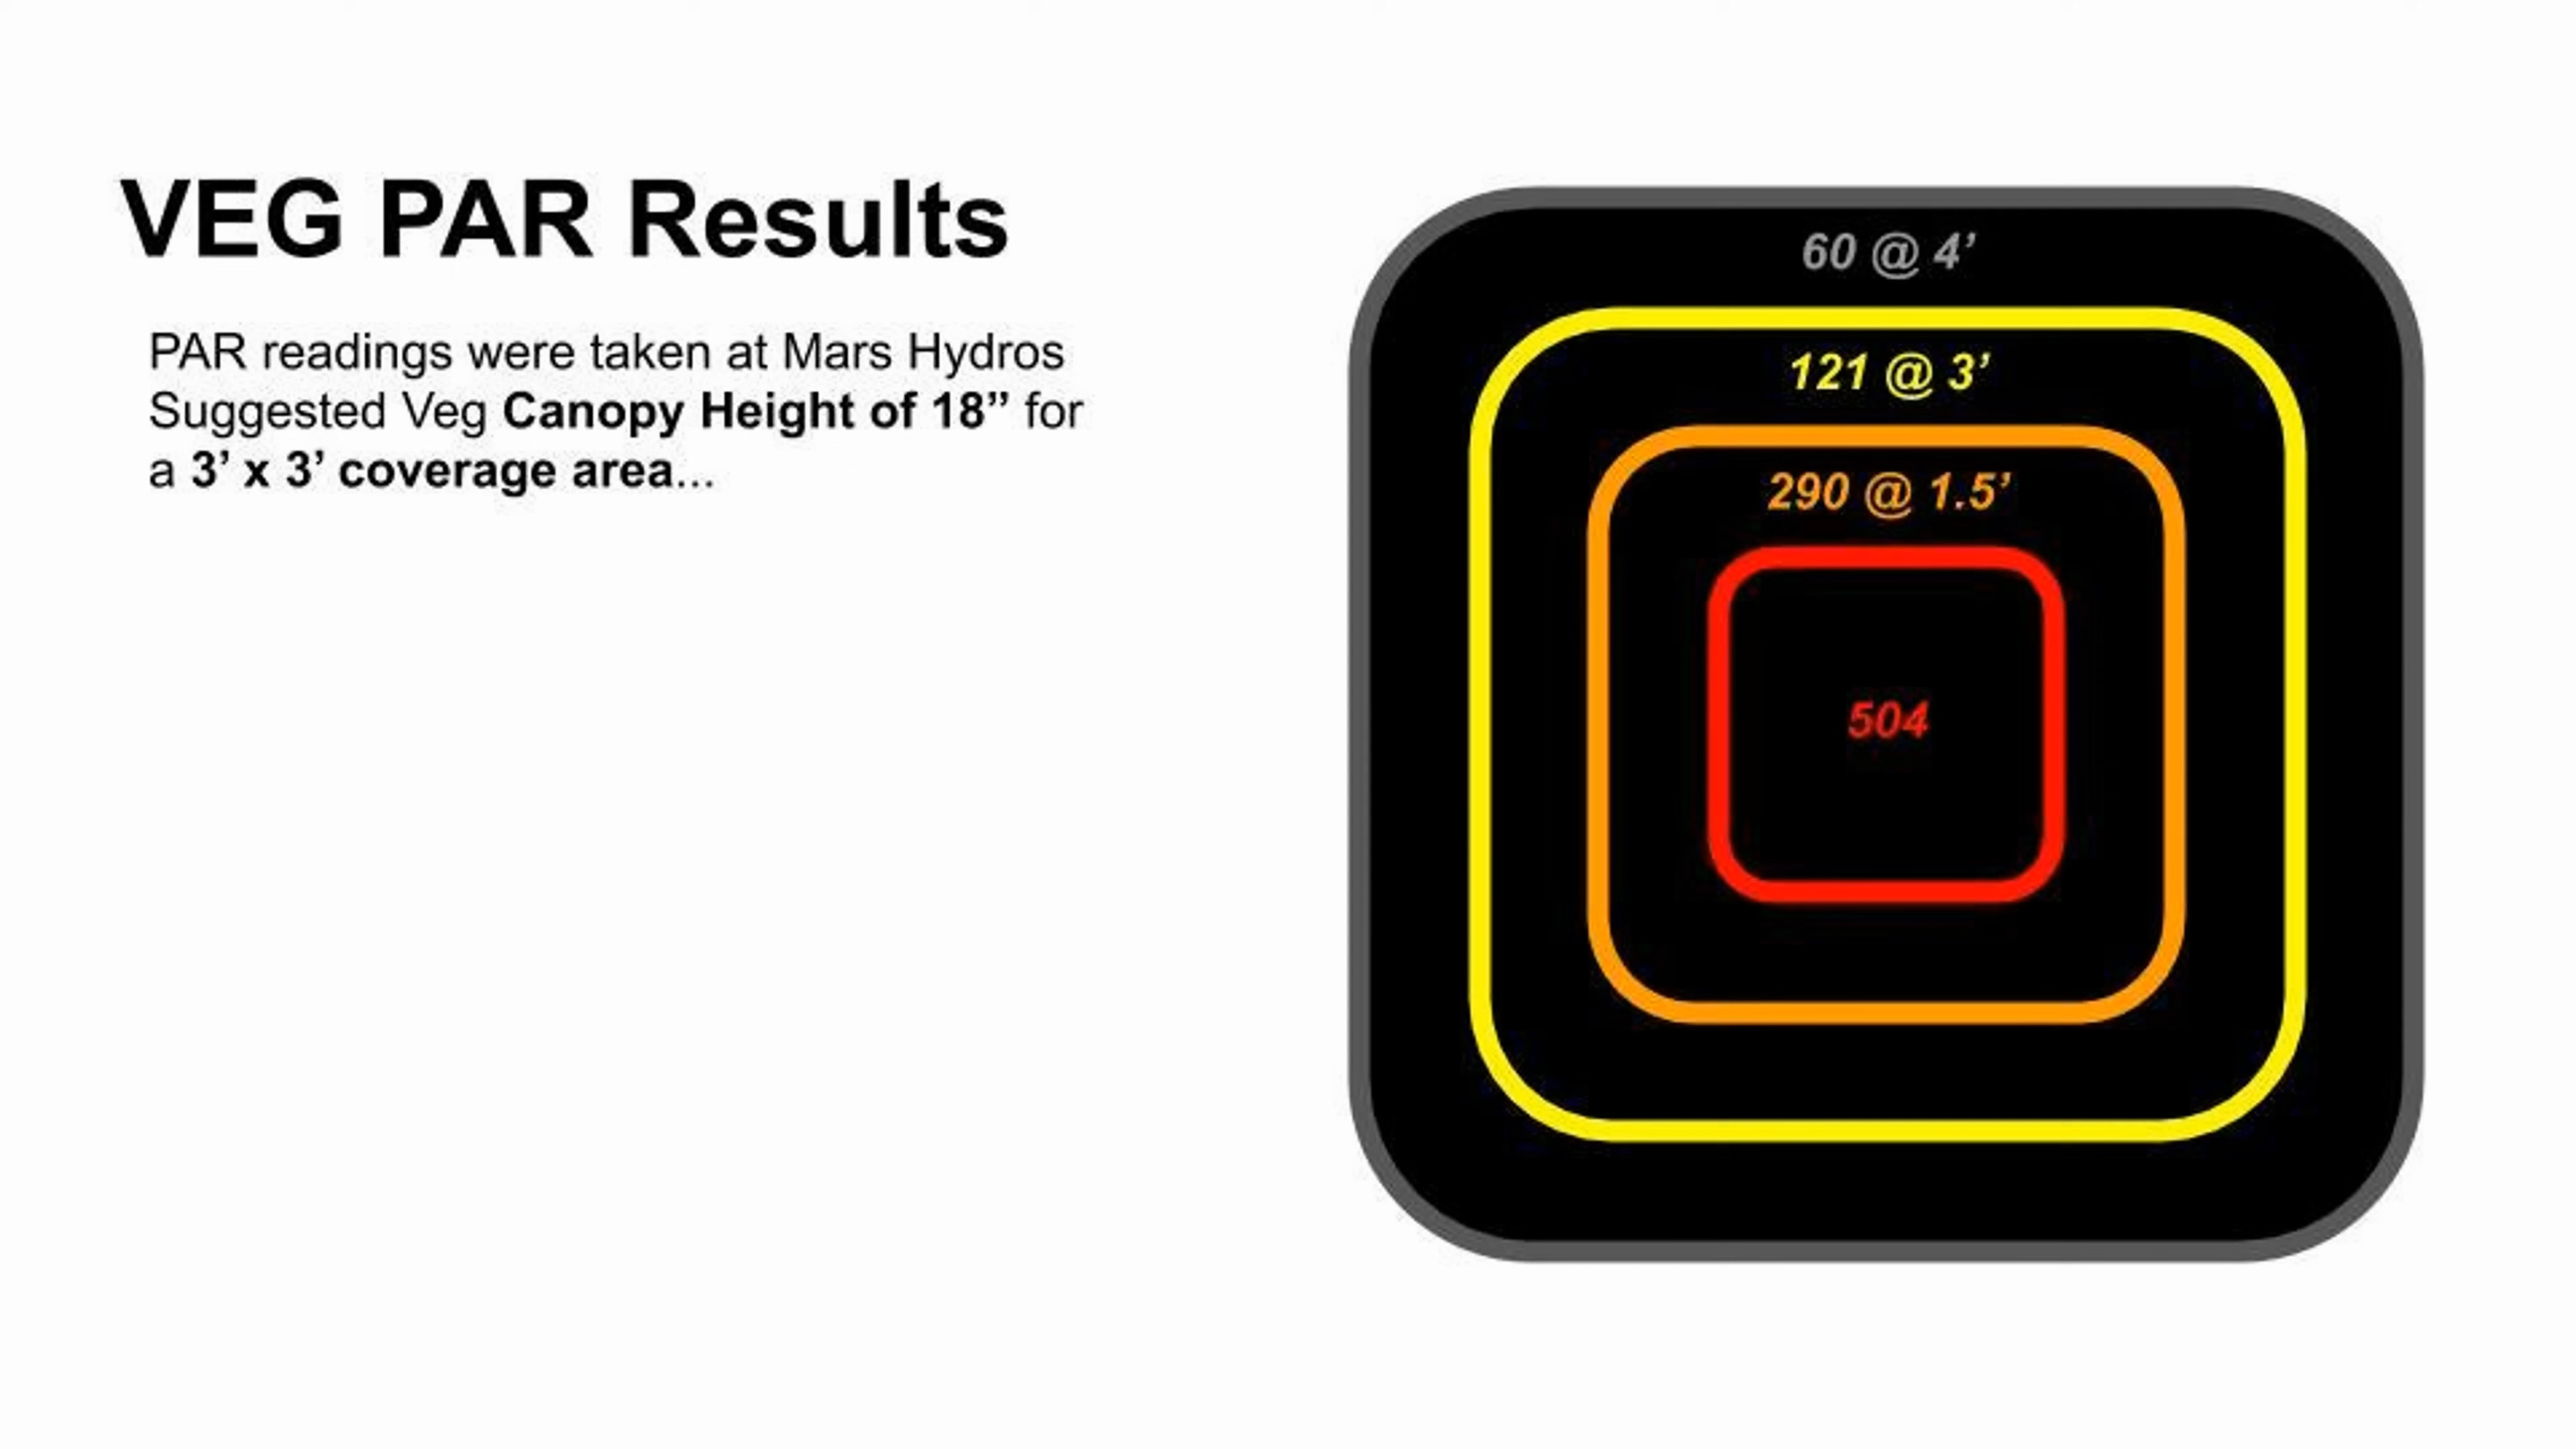 VEG PAR Results
PAR readings were taken at Mars Hydros
Suggested Veg Canopy Height of 18” for
a 3’ x 3’ coverage area...
60 @ 4’
121 @ 3’
290 @ 1.5’
504